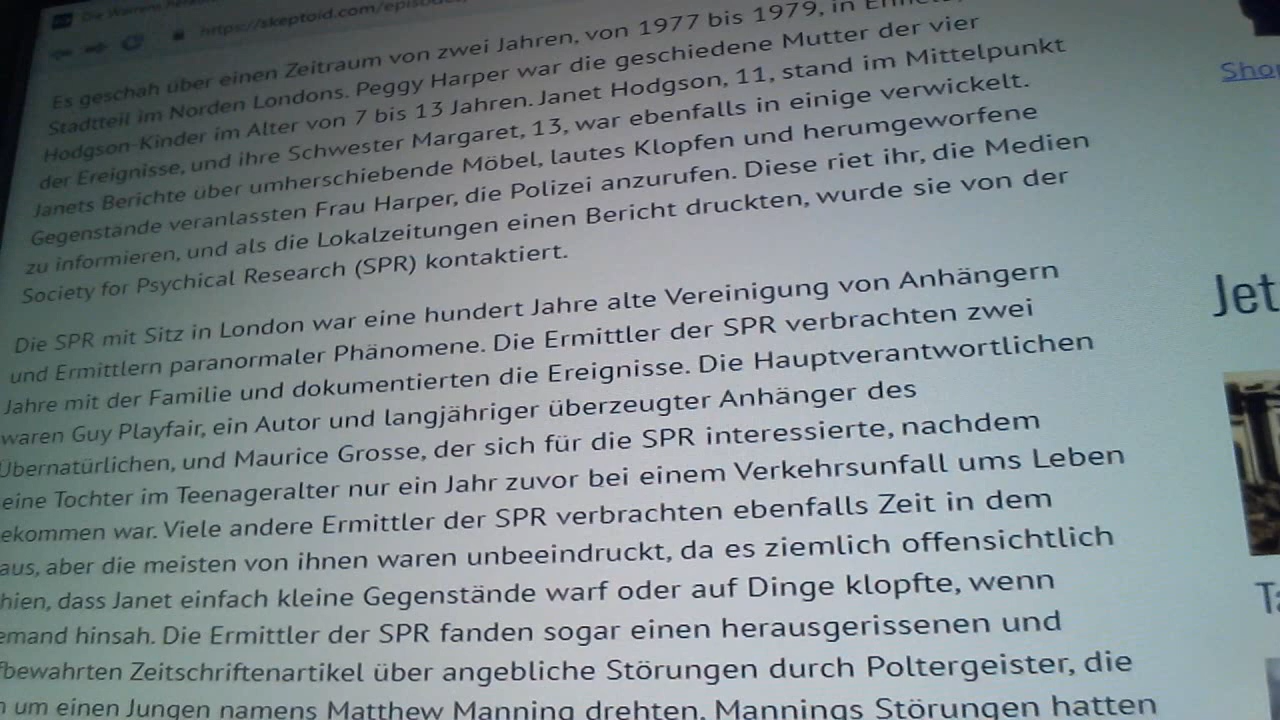 Die Warrens
https://skeptoid.com/episodes
Es geschah über einen Zeitraum von zwei Jahren, von 1977 bis 1979, in
Stadtteil im Norden Londons. Peggy Harper war die geschiedene Mutter der vier
Hodgson-Kinder im Alter von 7 bis 13 Jahren. Janet Hodgson, 11, stand im Mittelpunkt
der Ereignisse, und ihre Schwester Margaret, 13, war ebenfalls in einige verwickelt.
Janets Berichte über umherschiebende Möbel, lautes Klopfen und herumgeworfene
Gegenstände veranlassten Frau Harper, die Polizei anzurufen. Diese riet ihr, die Medien
zu informieren, und als die Lokalzeitungen einen Bericht druckten, wurde sie von der
Society for Psychical Research (SPR) kontaktiert.
Die SPR mit Sitz in London war eine hundert Jahre alte Vereinigung von Anhängern
und Ermittlern paranormaler Phänomene. Die Ermittler der SPR verbrachten zwei
Jahre mit der Familie und dokumentierten die Ereignisse. Die Hauptverantwortlichen
waren Guy Playfair, ein Autor und langjähriger überzeugter Anhänger des
Übernatürlichen, und Maurice Grosse, der sich für die SPR interessierte, nachdem
eine Tochter im Teenageralter nur ein Jahr zuvor bei einem Verkehrsunfall ums Leben
ekommen war. Viele andere Ermittler der SPR verbrachten ebenfalls Zeit in dem
aus, aber die meisten von ihnen waren unbeeindruckt, da es ziemlich offensichtlich
hien, dass Janet einfach kleine Gegenstände warf oder auf Dinge klopfte, wenn
emand hinsah. Die Ermittler der SPR fanden sogar einen herausgerissenen und
fbewahrten Zeitschriftenartikel über angebliche Störungen durch Poltergeister, die
um einen Jungen namens Matthew Manning drehten. Mannings Störungen hatten
Sho
Jet